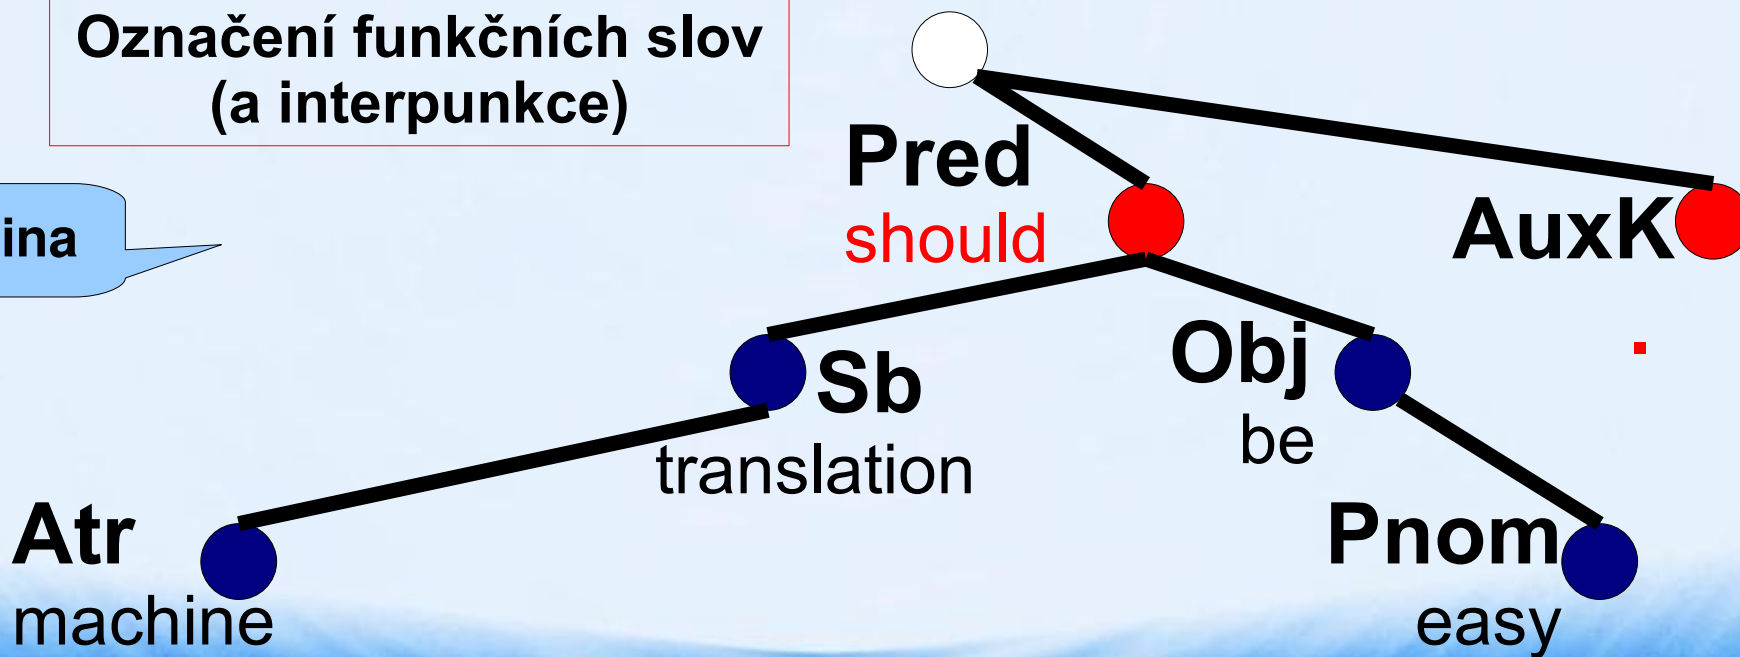 Označení funkčních slov
(a interpunkce)
Pred
should
AuxK
ina
Sb
translation
Obj
be
.
Atr
machine
Pnom
easy